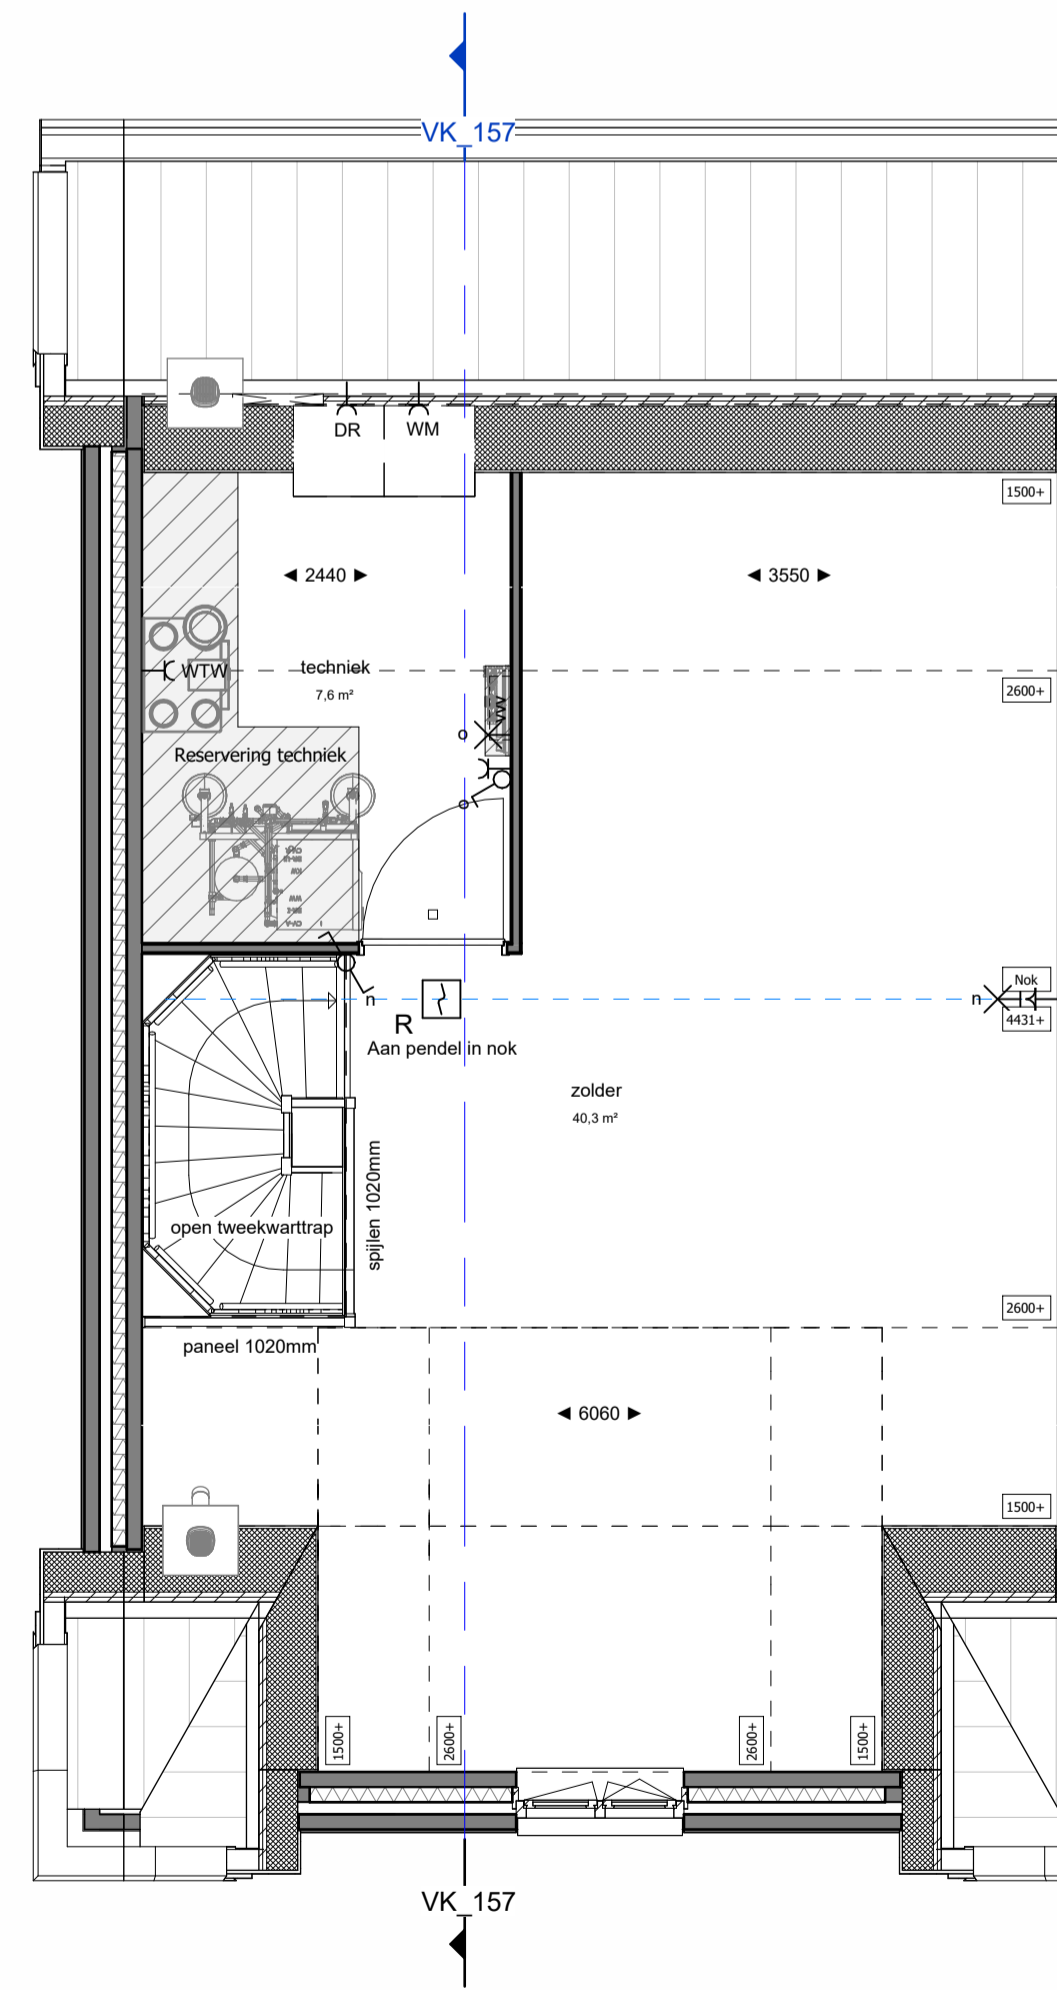 VK_157
DR
WM
1500+
◄ 2440 ►
◄ 3550 ►
WTW
techniek
7,6 m²
2600+
VW
o
Reservering techniek
n
R
Aan pendel in nok
n
Nok
4431+
zolder
40,3 m²
spijlen 1020mm
open tweekwarttrap
2600+
paneel 1020mm
◄ 6060 ►
1500+
1500+
2600+
2600+
1500+
VK_157